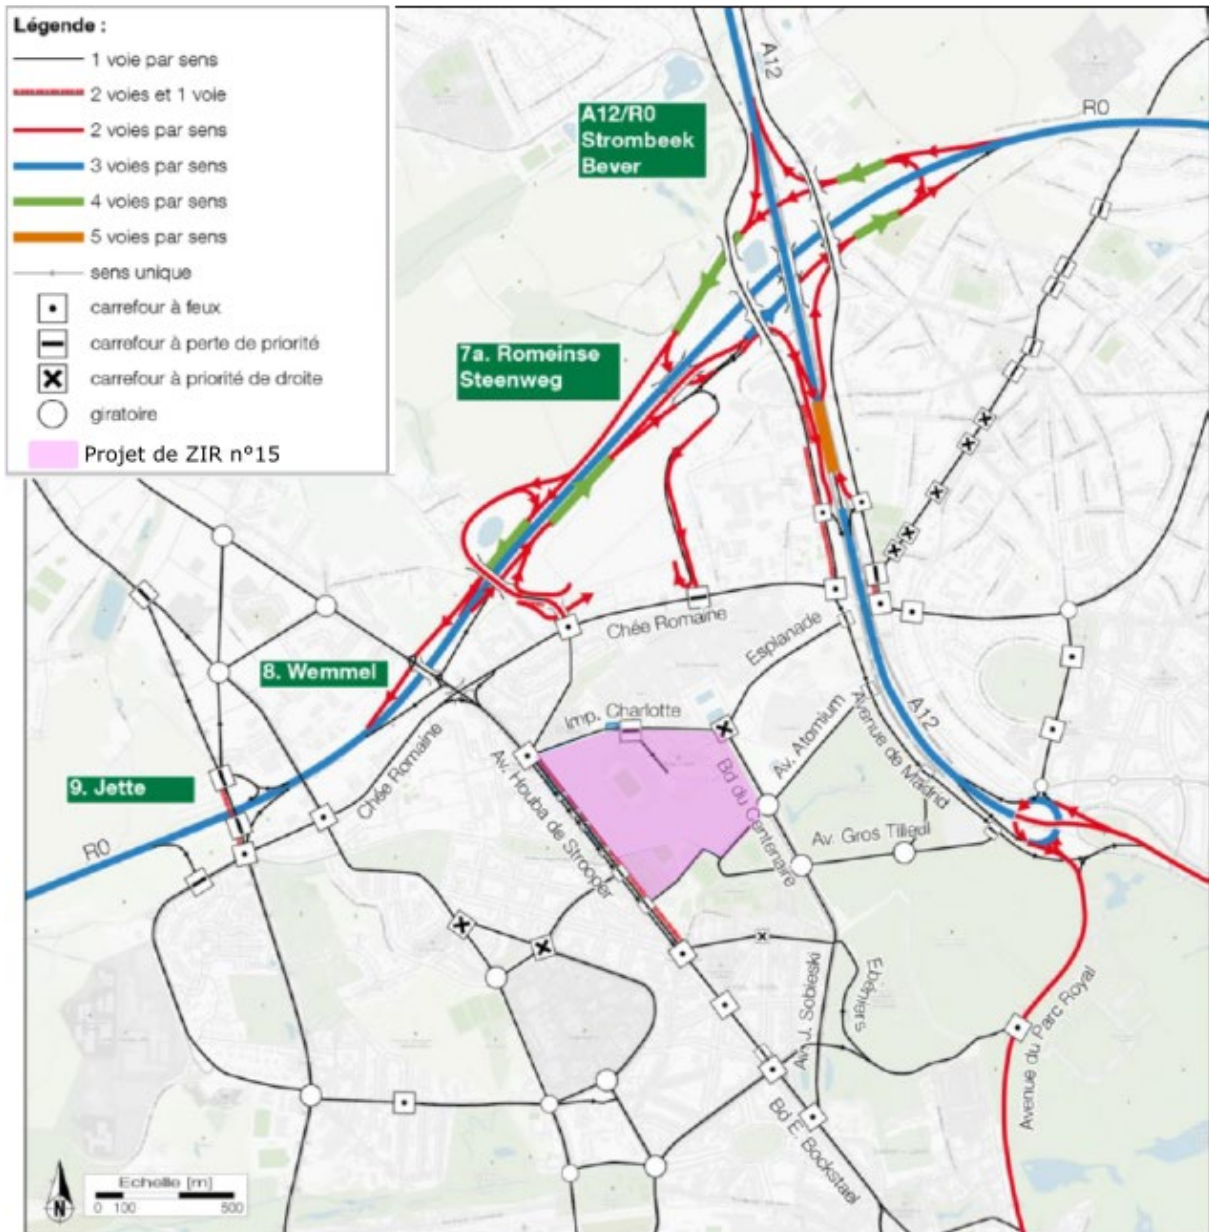 Légende :
1 voie par sens
2 voies et 1 voie
2 voies par sens
3 voies par sens
4 voies par sens
5 voies par sens
sens unique
carrefour à feux
carrefour à perte de priorité
carrefour à priorité de droite
giratoire
Projet de ZIR n°15
A12
R0
A12/R0
Strombeek
Bever
7a. Romeinse
Steenweg
Chée Romaine
Esplanade
8. Wemmel
Imp. Charlotte
Av. Atomium
Avenue de Madrid
A12
9. Jette
Chée Romaine
Av. Houba de Strooper
Bd du Centenaire
Av. Gros Tilleul
R0
Av. J. Sobieski
Ebéniers
Avenue du Parc Royal
Bd E. Bockstael
Echelle [m]
0 100 500
N